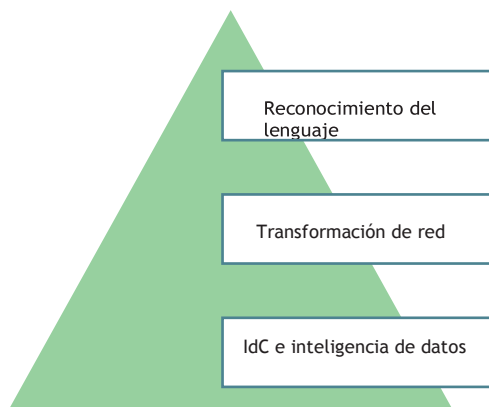 Reconocimiento del
lenguaje
Transformación de red
IdC e inteligencia de datos